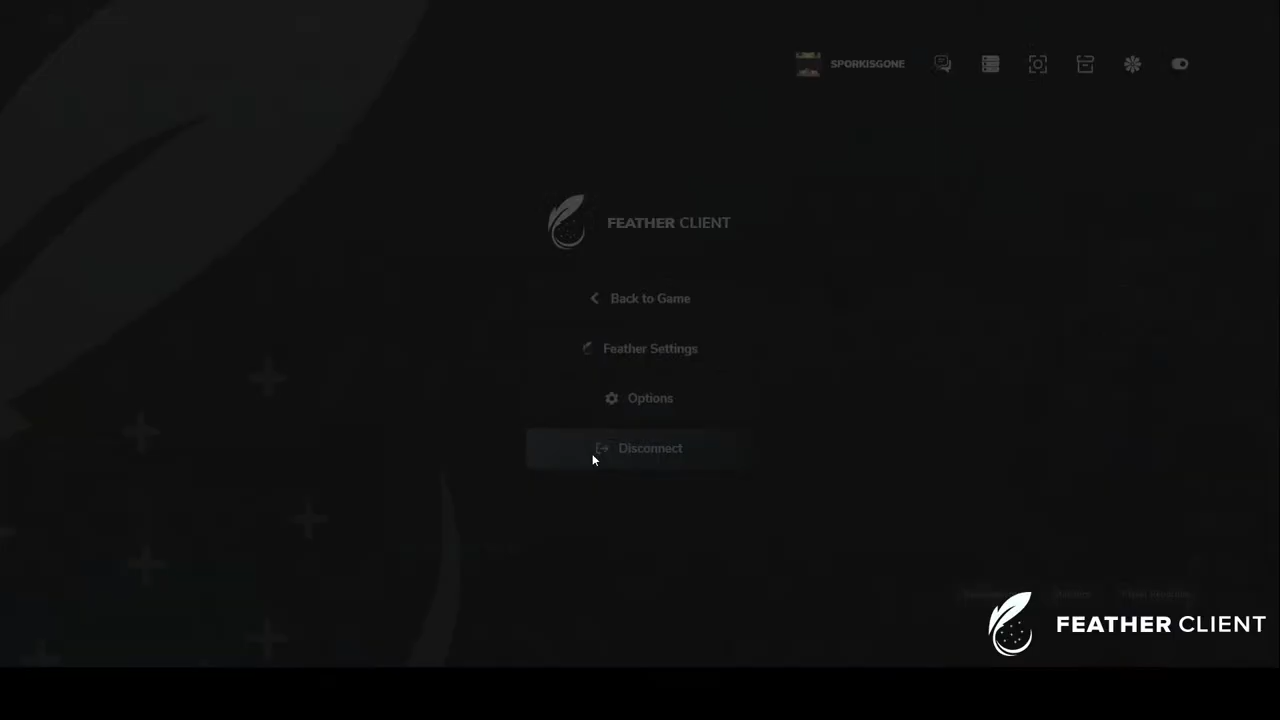 SPORKISGONE
FEATHER CLIENT
Back to Game
Feather Settings
Options
Disconnect
FEATHER CLIENT